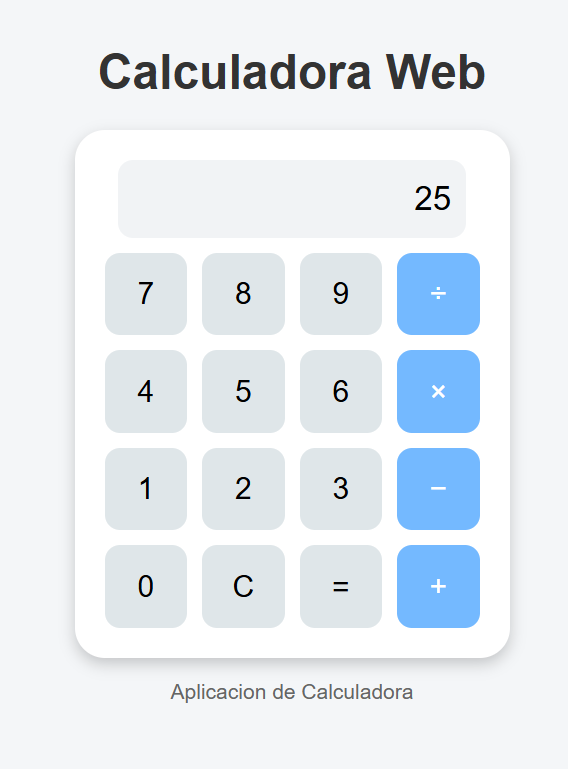 Calculadora Web
25
7 8 9 ÷
4 5 6 ×
1 2 3 −
0 C = +
Aplicacion de Calculadora